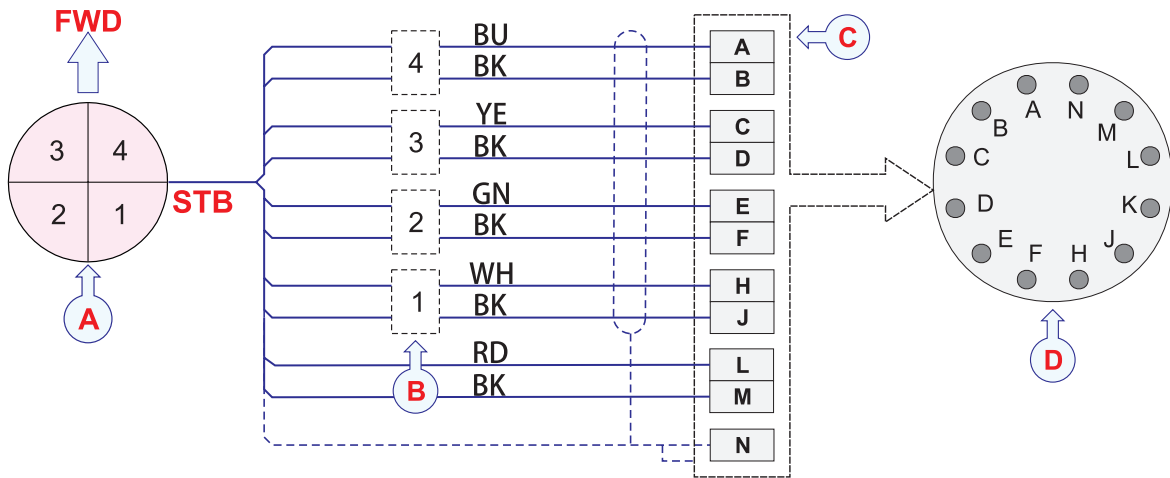 FWD
3 4
2 1
STB
A
4
3
2
1
B
BU
BK
YE
BK
GN
BK
WH
BK
RD
BK
A
B
C
D
E
F
H
J
L
M
N
C
A N
B M
C L
D K
E J
F H
D